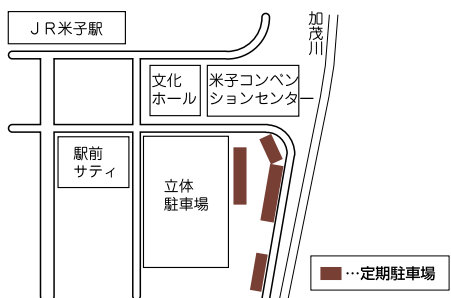 JR米子駅
加茂川
文化
ホール
米子コンベン
ションセンター
駅前
サティ
立体
駐車場
…定期駐車場